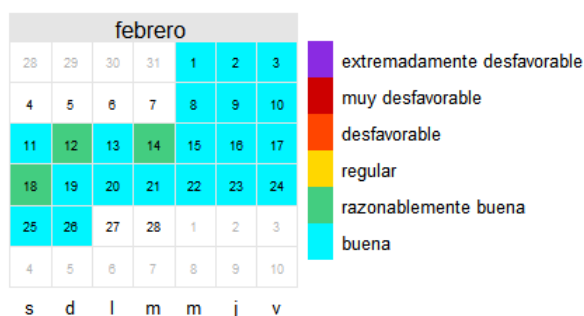 febrero
28 29 30 31 1 2 3
4 5 6 7 8 9 10
11 12 13 14 15 16 17
18 19 20 21 22 23 24
25 26 27 28 1 2 3
4 5 6 7 8 9 10
s d l m m j v
extremadamente desfavorable
muy desfavorable
desfavorable
regular
razonablemente buena
buena